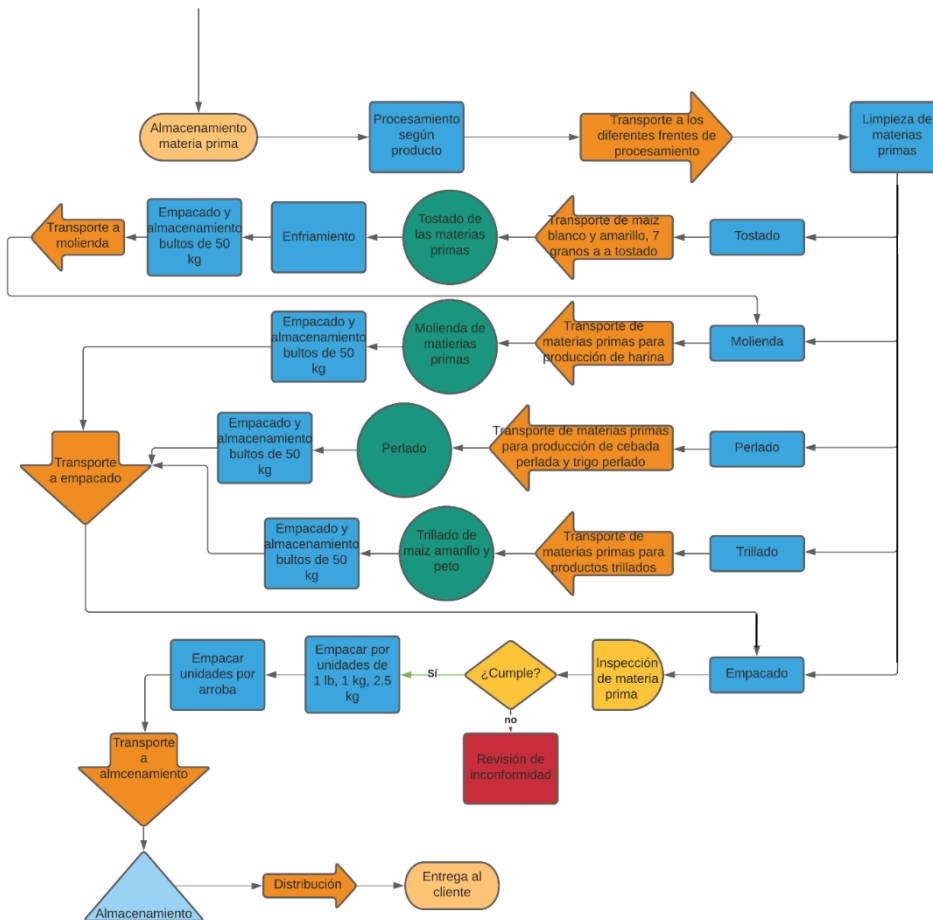 Almacenamiento
materia prima
Procesamiento
según
producto
Transporte a los
diferentes frentes de
procesamiento
Limpieza de
materias
primas
Transporte a
molienda
Empacado y
almacenamiento
bultos de 50
kg
Enfriamiento
Tostado de
las materias
primas
Transporte de maiz
blanco y amarillo, 7
granos a a tostado
Tostado
Empacado y
almacenamiento
bultos de 50
kg
Molienda de
matierias
primas
Transporte de
materias primas para
producción de harina
Molienda
Transporte
a empacado
Empacado y
almacenamiento
bultos de 50
kg
Perlado
Transporte de materias primas
para producción de cebada
perlada y trigo perlado
Perlado
Empacado y
almacenamiento
bultos de 50
kg
Trillado de
maiz amarillo y
peto
Transporte de
materias primas para
productos trillados
Trillado
Empacar
unidades por
arroba
Empacar por
unidades de
1 lb, 1 kg, 2.5
kg
Sí
¿Cumple?
Inspección
de materia
prima
Empacado
no
Revisión de
inconformidad
Transporte
a
almcenamiento
Almacenamiento
Distribución
Entrega al
cliente